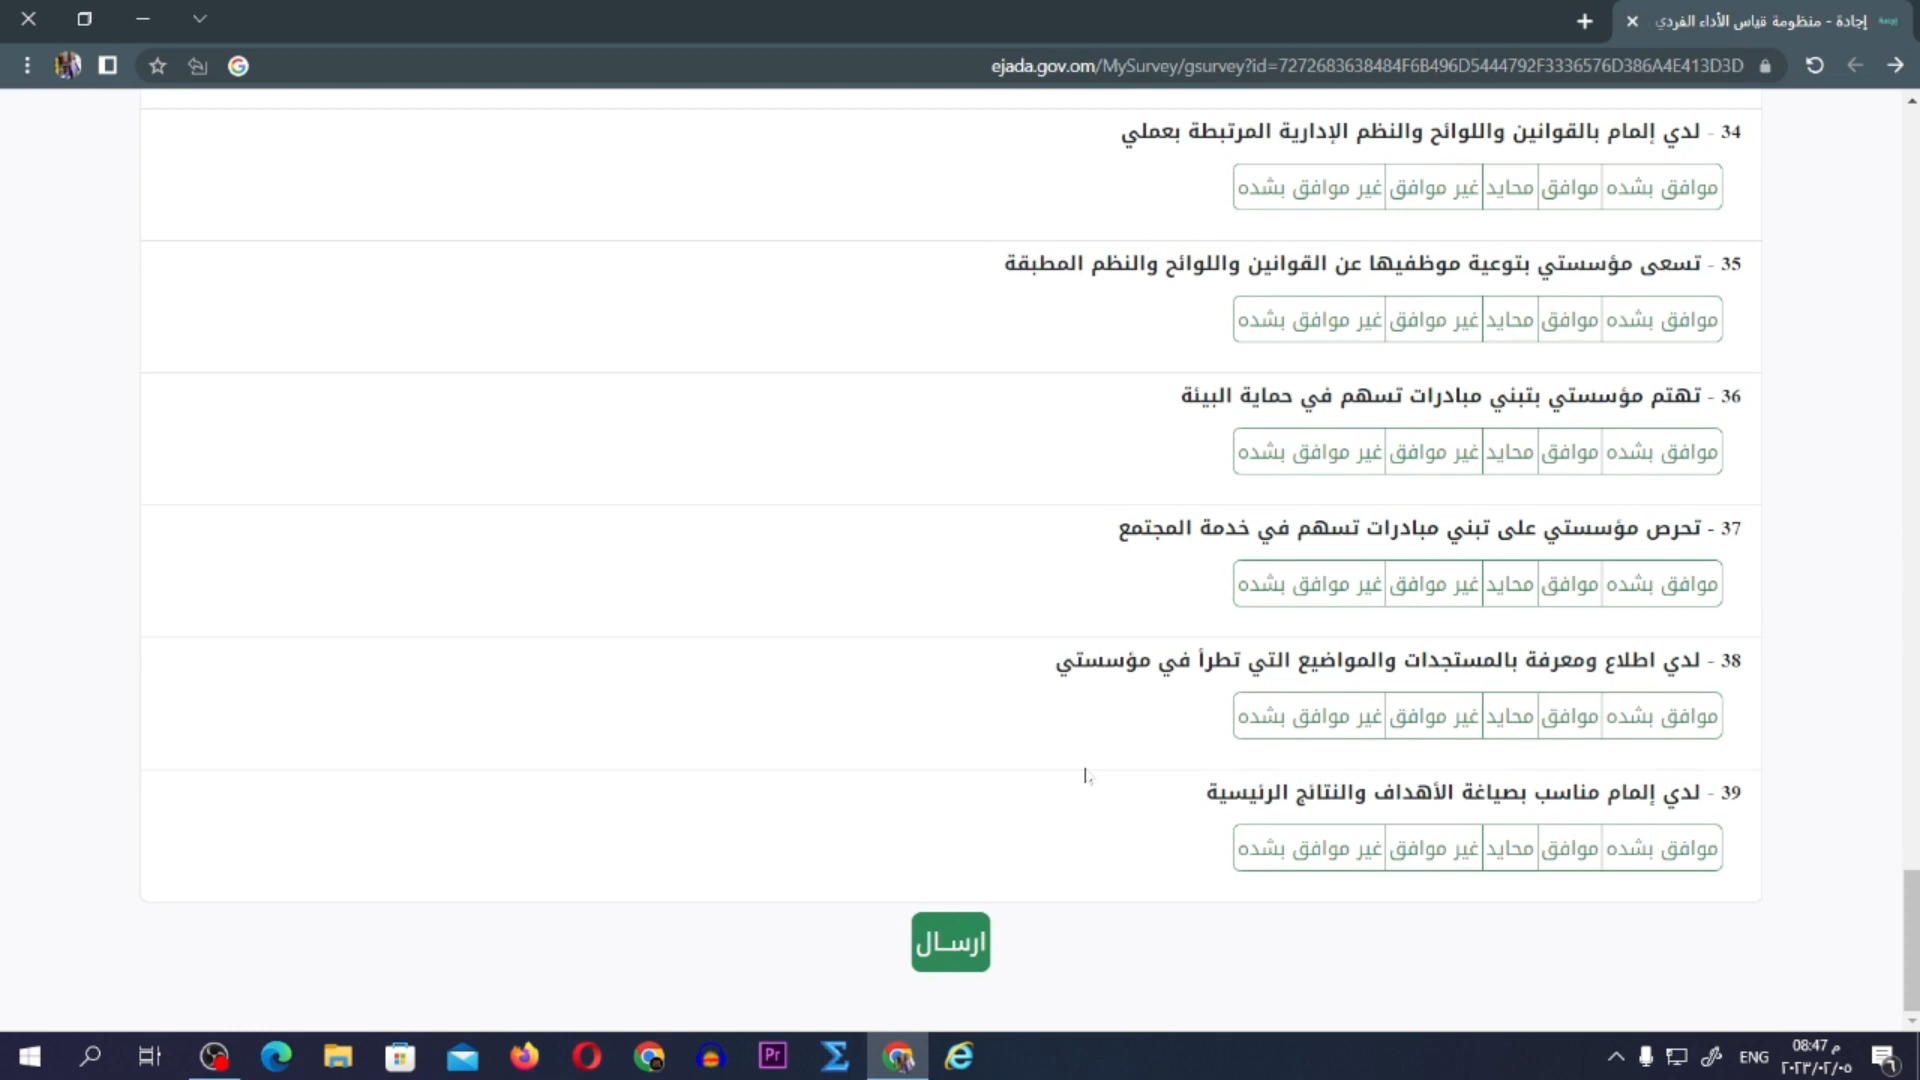 إجادة - منظومة قياس الأداء الفردي
ejada.gov.om/MySurvey/gsurvey?id=7272683638484F6B496D5444792F3336576D386A4E413D3D
34 - لدي إلمام بالقوانين واللوائح والنظم الإدارية المرتبطة بعملي
موافق بشده موافق محايد غير موافق غير موافق بشده
35 - تسعى مؤسستي بتوعية موظفيها عن القوانين واللوائح والنظم المطبقة
موافق بشده موافق محايد غير موافق غير موافق بشده
36 - تهتم مؤسستي بتبني مبادرات تسهم في حماية البيئة
موافق بشده موافق محايد غير موافق غير موافق بشده
37 - تحرص مؤسستي على تبني مبادرات تسهم في خدمة المجتمع
موافق بشده موافق محايد غير موافق غير موافق بشده
38 - لدي اطلاع ومعرفة بالمستجدات والمواضيع التي تطرأ في مؤسستي
موافق بشده موافق محايد غير موافق غير موافق بشده
39 - لدي إلمام مناسب بصياغة الأهداف والنتائج الرئيسية
موافق بشده موافق محايد غير موافق غير موافق بشده
ارسـال
Pr
ENG
08:47 م
٢٠٢٣/٠٢/٠٥